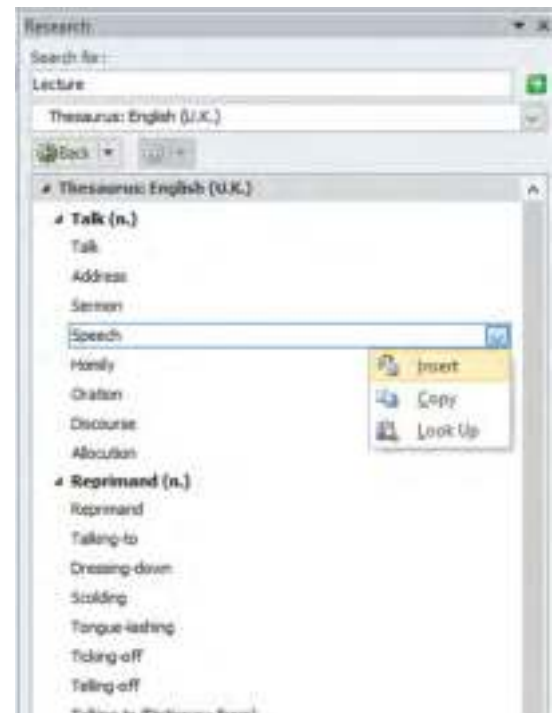 Research
Search for:
Lecture
Thesaurus: English (U.K.)
Back
Thesaurus: English (U.K.)
Talk (n.)
Talk
Address
Sermon
Speech
Insert
Homily
Copy
Oration
Look Up
Discourse
Allocution
Reprimand (n.)
Reprimand
Talking-to
Dressing-down
Scolding
Tongue-lashing
Ticking-off
Telling-off